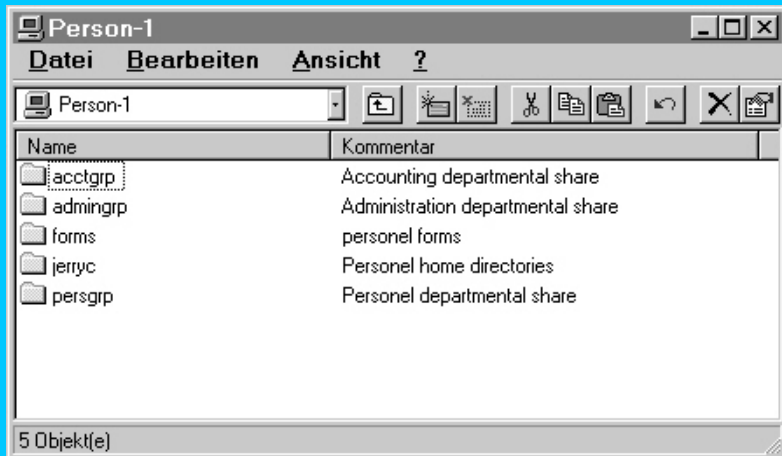 Person-1
Datei Bearbeiten Ansicht ?
Person-1
Name Kommentar
acctgrp Accounting departmental share
admingrp Administration departmental share
forms personel forms
jerryc Personel home directories
persgrp Personel departmental share
5 Objekt(e)